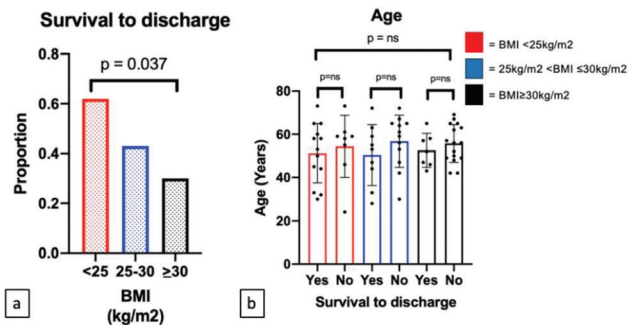 Survival to discharge
p = 0.037
0.8
0.6
0.4
0.2
0.0
Proportion
<25 25-30 ≥30
BMI
(kg/m2)
a
Age
p = ns
p=ns p=ns p=ns
100
80
60
40
20
0
Age (Years)
Yes No Yes No Yes No
Survival to discharge
b
= BMI <25kg/m2
= 25kg/m2 <BMI ≤30kg/m2
= BMI≥30kg/m2